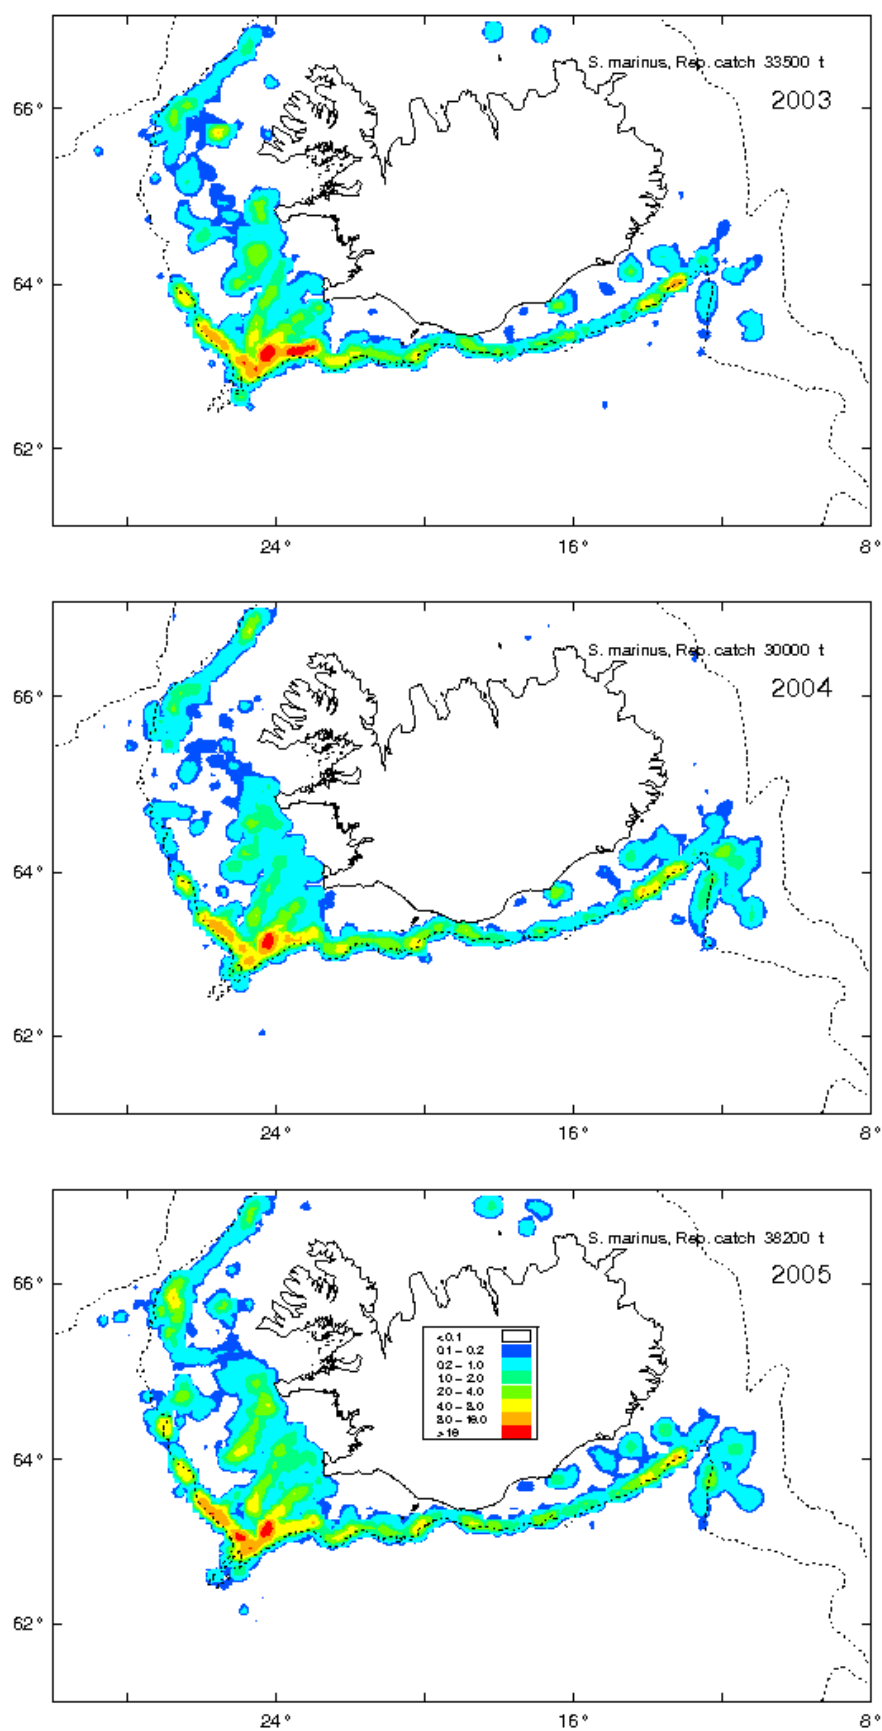 S. marinus, Rep. catch 33500 t
2003
66°
64°
62°
24° 16° 8°
S. marinus, Rep. catch 30000 t
2004
66°
64°
62°
24° 16° 8°
S. marinus, Rep. catch 38200 t
2005
66°
<0.1
0.1 – 0.2
0.2 – 1.0
1.0 – 2.0
2.0 – 4.0
4.0 – 8.0
8.0 – 16.0
>16
64°
62°
24° 16° 8°